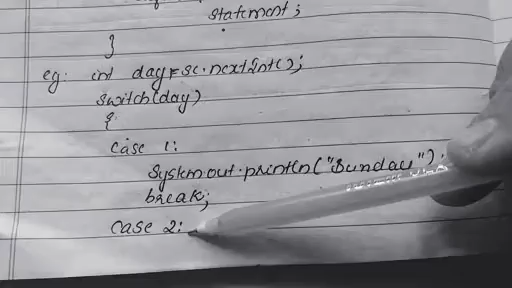 statement;
}
eg: int day=sc.nextInt();
switch(day)
{
case 1:
System.out.println("Sunday");
break;
case 2: